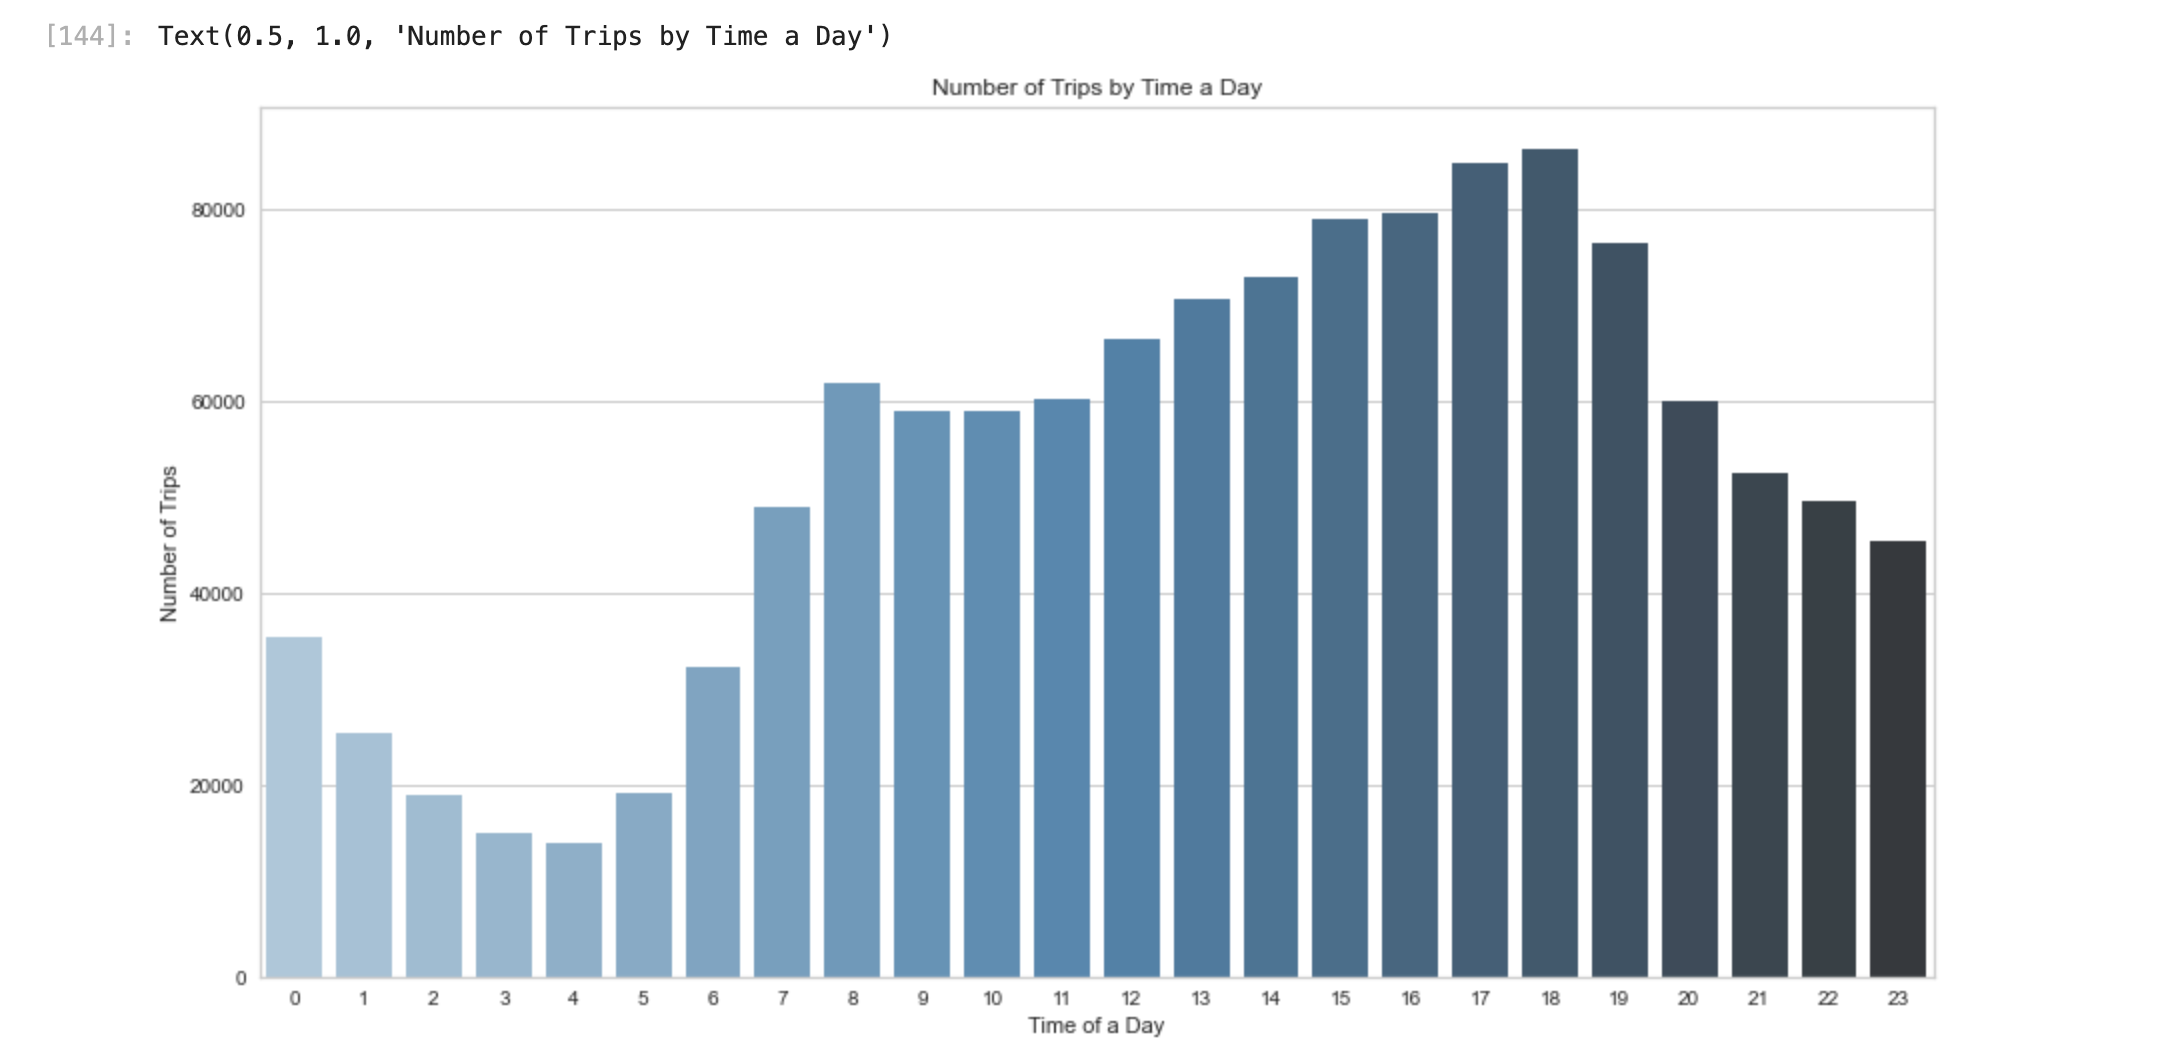 [144]: Text(0.5, 1.0, 'Number of Trips by Time a Day')
Number of Trips by Time a Day
Number of Trips
80000
60000
40000
20000
0
0 1 2 3 4 5 6 7 8 9 10 11 12 13 14 15 16 17 18 19 20 21 22 23
Time of a Day